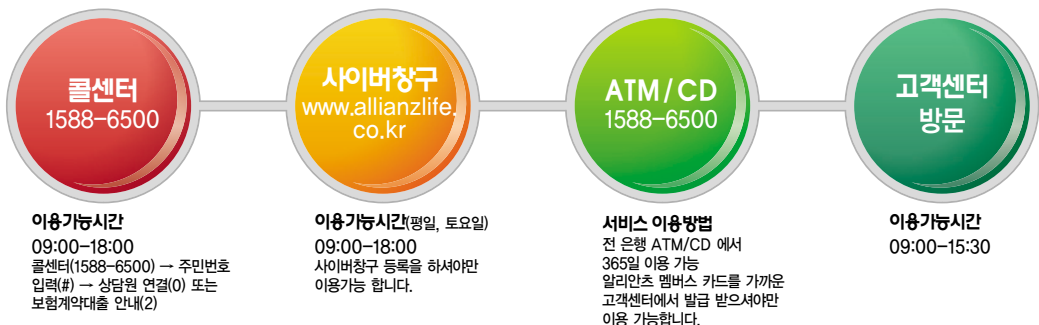 콜센터
1588-6500
이용가능시간
09:00-18:00
콜센터(1588-6500) → 주민번호
입력(#) → 상담원 연결(0) 또는
보험계약대출 안내(2)
사이버창구
www.allianzlife.
co.kr
이용가능시간(평일, 토요일)
09:00-18:00
사이버창구 등록을 하셔야만
이용가능 합니다.
ATM/CD
1588-6500
서비스 이용방법
전 은행 ATM/CD 에서
365일 이용 가능
알리안츠 멤버스 카드를 가까운
고객센터에서 발급 받으셔야만
이용 가능합니다.
고객센터
방문
이용가능시간
09:00-15:30